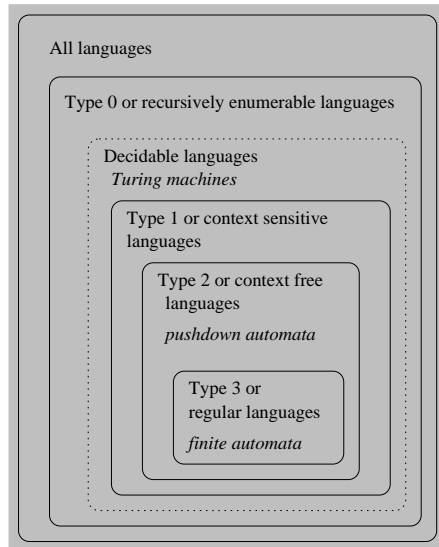 All languages
Type 0 or recursively enumerable languages
Decidable languages
Turing machines
Type 1 or context sensitive
languages
Type 2 or context free
languages
pushdown automata
Type 3 or
regular languages
finite automata